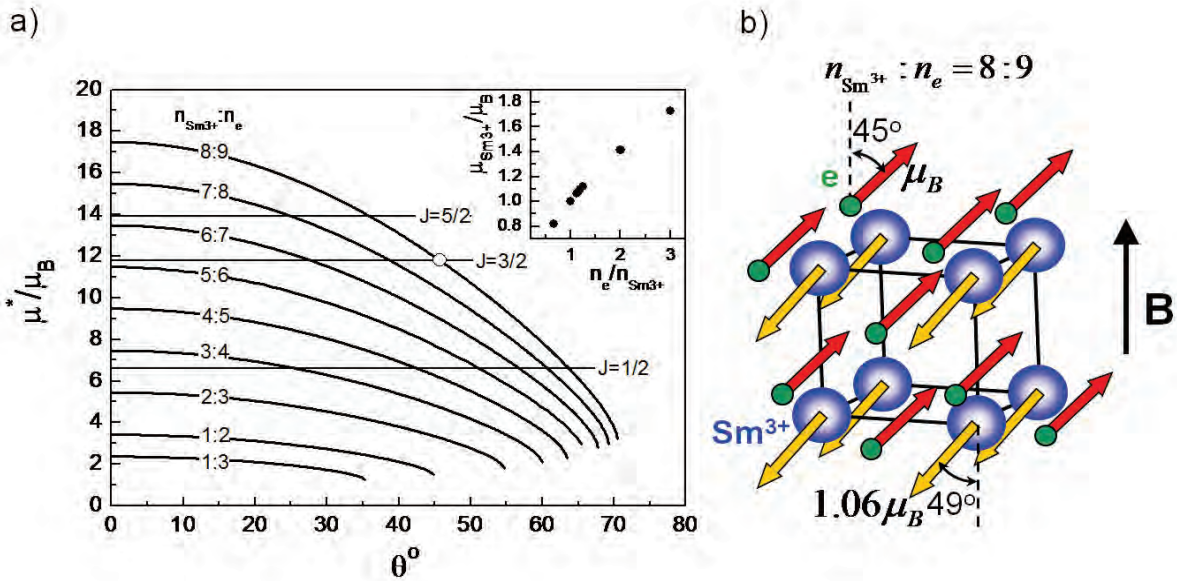 a)
20
18
16
14
12
10
8
6
4
2
0
μ*/μB
nSm3+:ne
8:9
7:8
6:7
5:6
4:5
3:4
2:3
1:2
1:3
J=5/2
J=3/2
J=1/2
1.8
1.6
1.4
1.2
1.0
0.8
μSm3+/μB
1 2 3
ne/nSm3+
0 10 20 30 40 50 60 70 80
θo
b)
nSm3+ : ne = 8 : 9
45o
e
μB
B
Sm3+
1.06μB 49o